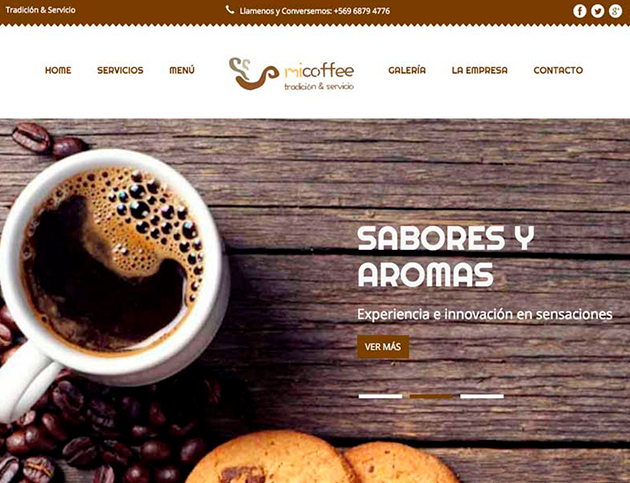 Tradición & Servicio
Llamenos y Conversemos: +569 6879 4776
HOME SERVICIOS MENÚ
micoffee
tradición & servicio
GALERÍA LA EMPRESA CONTACTO
SABORES Y
AROMAS
Experiencia e innovación en sensaciones
VER MÁS